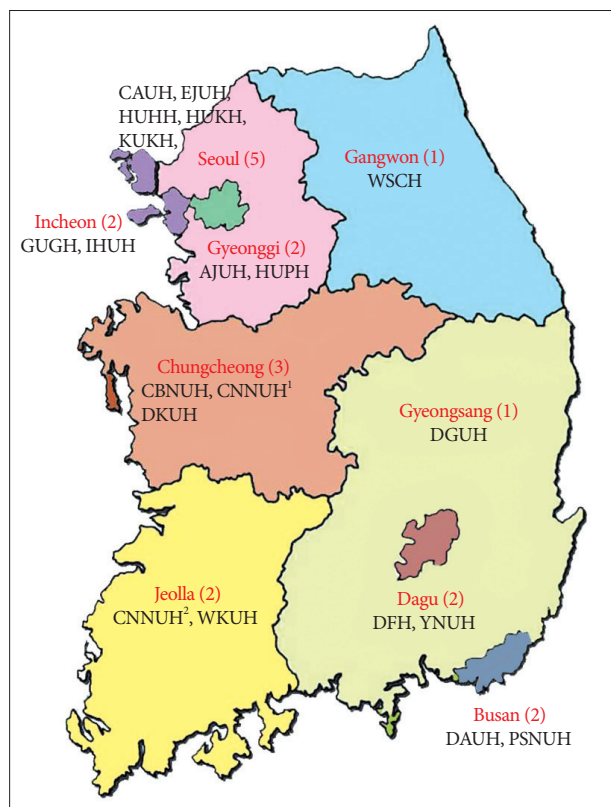 CAUH, EJUH,
HUHH, HUKH,
KUKH,
Seoul (5)
Gangwon (1)
WSCH
Incheon (2)
GUGH, IHUH
Gyeonggi (2)
AJUH, HUPH
Chungcheong (3)
CBNUH, CNNUH¹
DKUH
Gyeongsang (1)
DGUH
Jeolla (2)
CNNUH², WKUH
Dagu (2)
DFH, YNUH
Busan (2)
DAUH, PSNUH